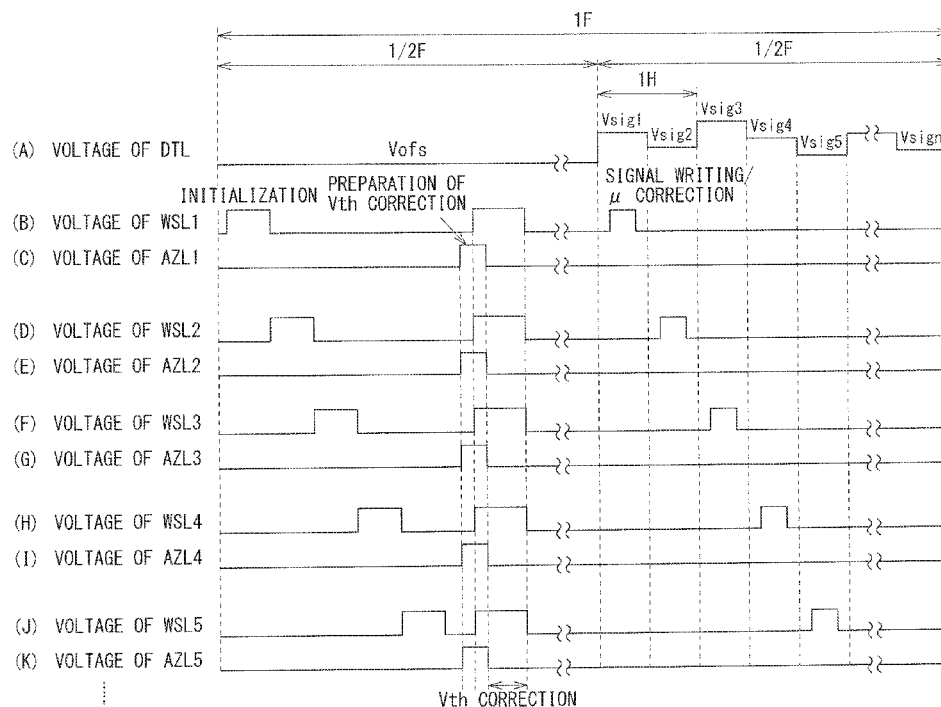 1F
1/2F 1/2F
1H
Vsig1 Vsig2 Vsig3 Vsig4 Vsig5 Vsign
(A) VOLTAGE OF DTL Vofs
INITIALIZATION PREPARATION OF Vth CORRECTION SIGNAL WRITING/ μ CORRECTION
(B) VOLTAGE OF WSL1
(C) VOLTAGE OF AZL1
(D) VOLTAGE OF WSL2
(E) VOLTAGE OF AZL2
(F) VOLTAGE OF WSL3
(G) VOLTAGE OF AZL3
(H) VOLTAGE OF WSL4
(I) VOLTAGE OF AZL4
(J) VOLTAGE OF WSL5
(K) VOLTAGE OF AZL5
Vth CORRECTION